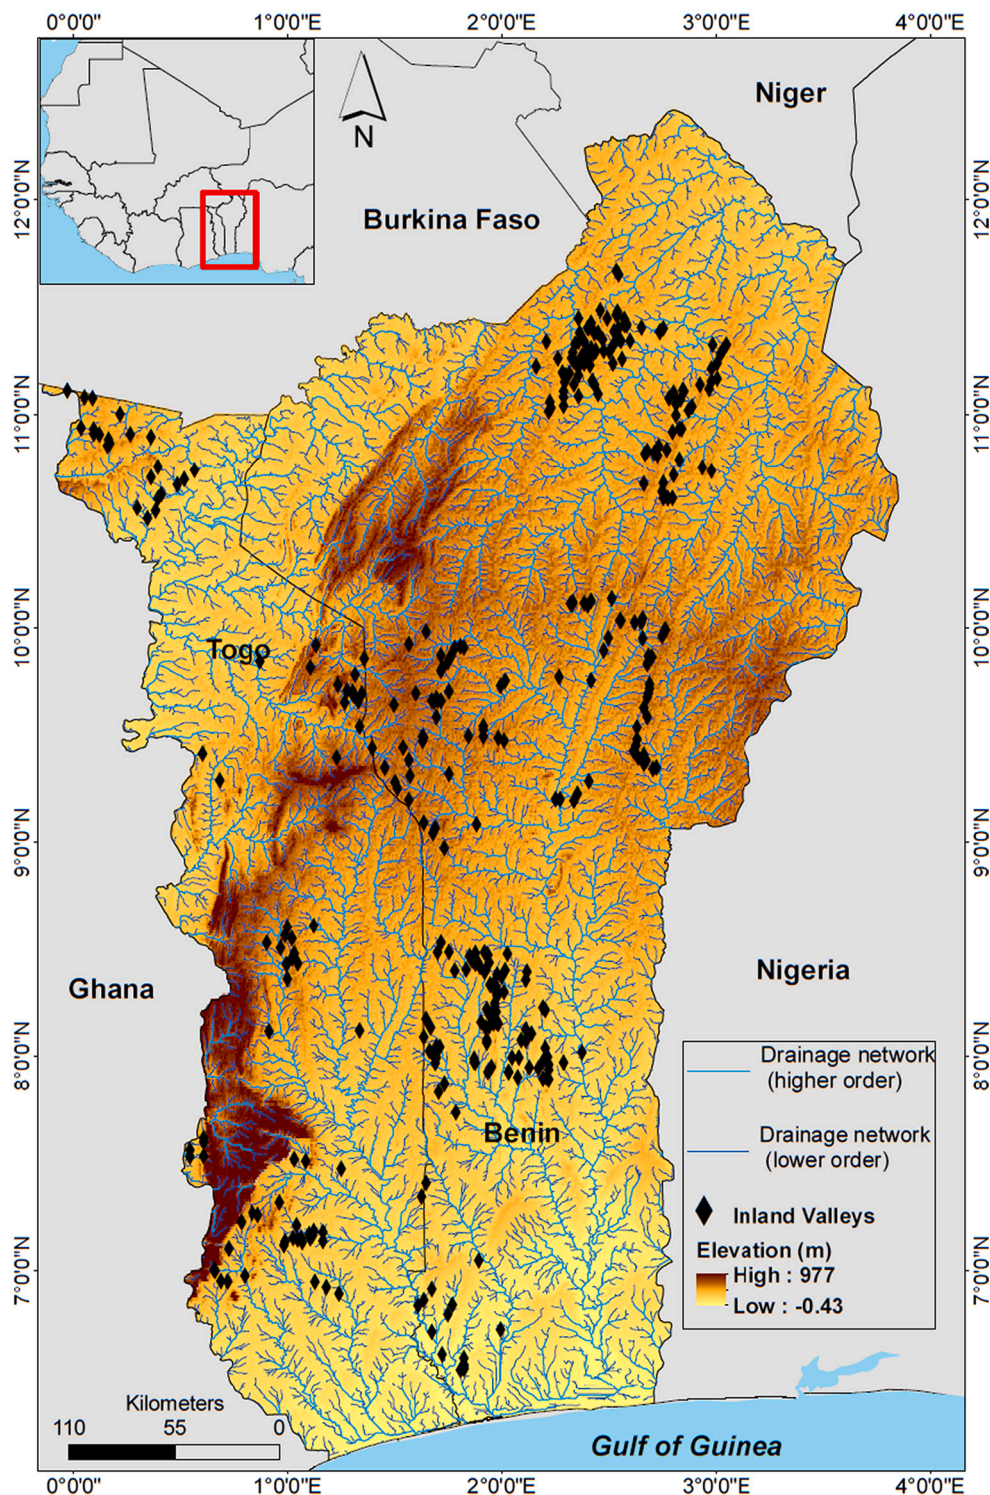 0°0'0" 1°0'0"E 2°0'0"E 3°0'0"E 4°0'0"E
Niger
N
12°0'0"N 12°0'0"N
Burkina Faso
11°0'0"N 11°0'0"N
10°0'0"N 10°0'0"N
Togo
9°0'0"N 9°0'0"N
Nigeria
Ghana
8°0'0"N 8°0'0"N
Drainage network
(higher order)
Benin
Drainage network
(lower order)
Inland Valleys
7°0'0"N 7°0'0"N
Elevation (m)
High : 977
Low : -0.43
Kilometers
110 55 0
Gulf of Guinea
0°0'0" 1°0'0"E 2°0'0"E 3°0'0"E 4°0'0"E